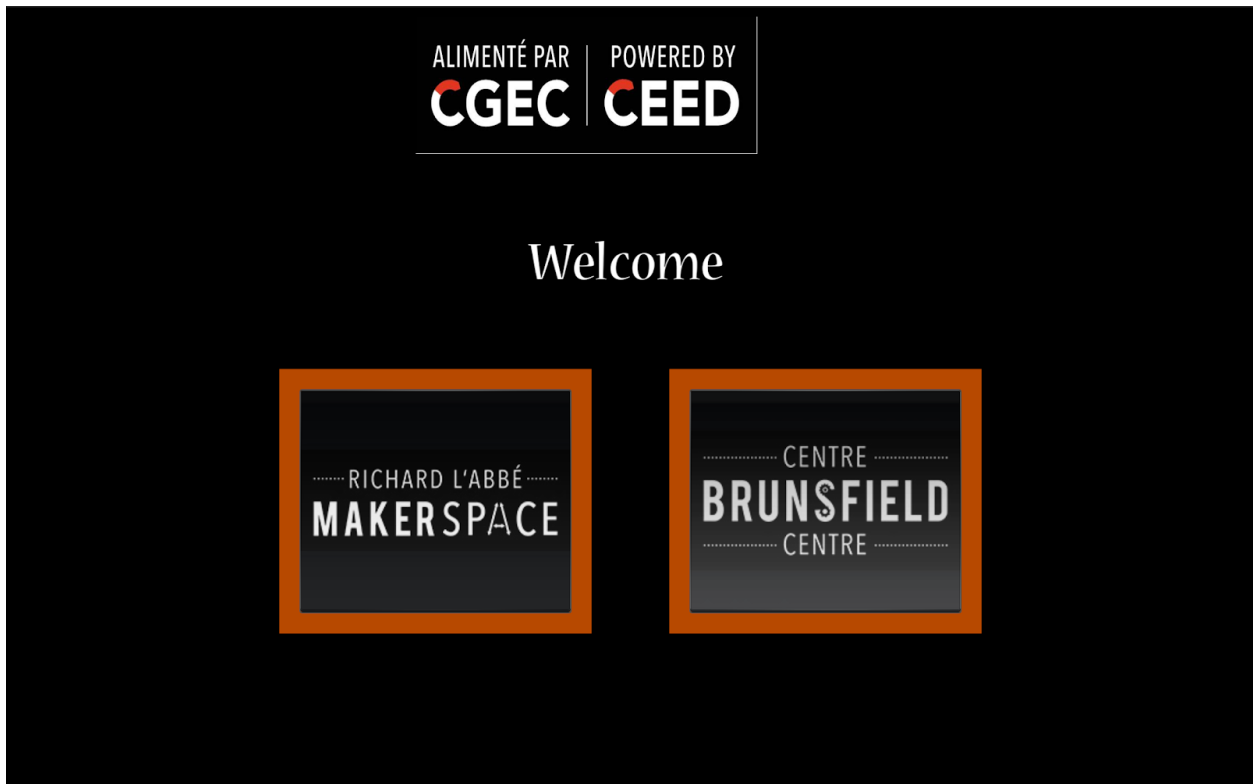 ALIMENTÉ PAR
CGEC
POWERED BY
CEED
Welcome
RICHARD L'ABBÉ
MAKERSPACE
CENTRE
BRUNSFIELD
CENTRE